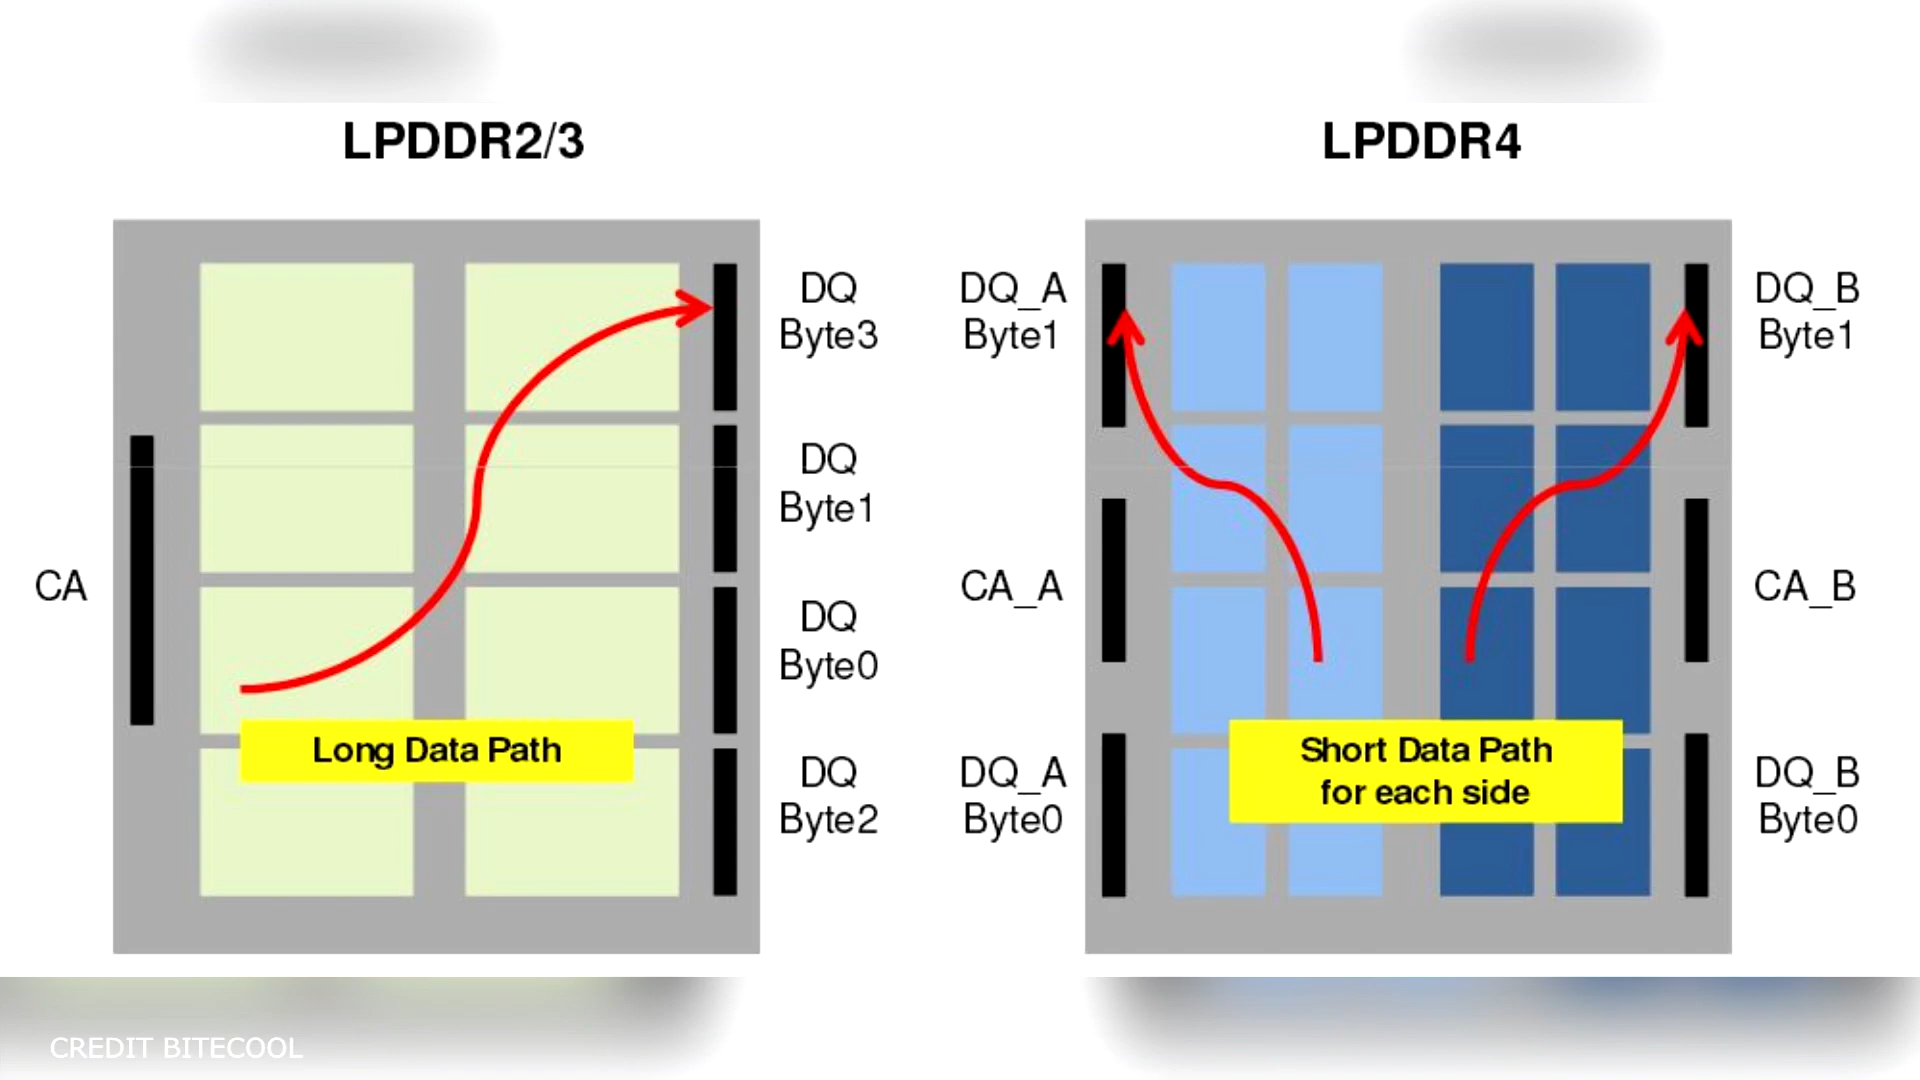 LPDDR2/3
DQ
Byte3
DQ
Byte1
CA
DQ
Byte0
Long Data Path
DQ
Byte2
LPDDR4
DQ_A
Byte1
DQ_B
Byte1
CA_A
CA_B
Short Data Path
for each side
DQ_A
Byte0
DQ_B
Byte0
CREDIT BITECOOL